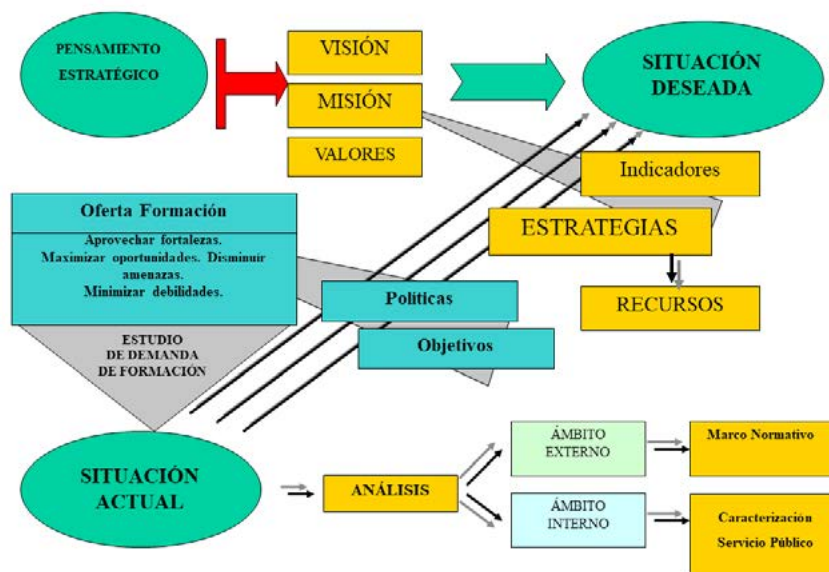 PENSAMIENTO
ESTRATÉGICO
VISIÓN
MISIÓN
VALORES
SITUACIÓN
DESEADA
Indicadores
ESTRATEGIAS
RECURSOS
Oferta Formación
Aprovechar fortalezas.
Maximizar oportunidades. Disminuir
amenazas.
Minimizar debilidades.
Políticas
Objetivos
ESTUDIO
DE DEMANDA
DE FORMACIÓN
SITUACIÓN
ACTUAL
ANÁLISIS
ÁMBITO
EXTERNO
Marco Normativo
ÁMBITO
INTERNO
Caracterización
Servicio Público